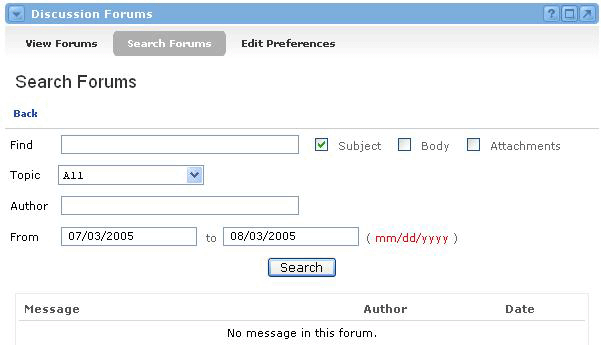 Discussion Forums
View Forums Search Forums Edit Preferences
Search Forums
Back
Find Subject Body Attachments
Topic All
Author
From 07/03/2005 to 08/03/2005 ( mm/dd/yyyy )
Search
Message Author Date
No message in this forum.